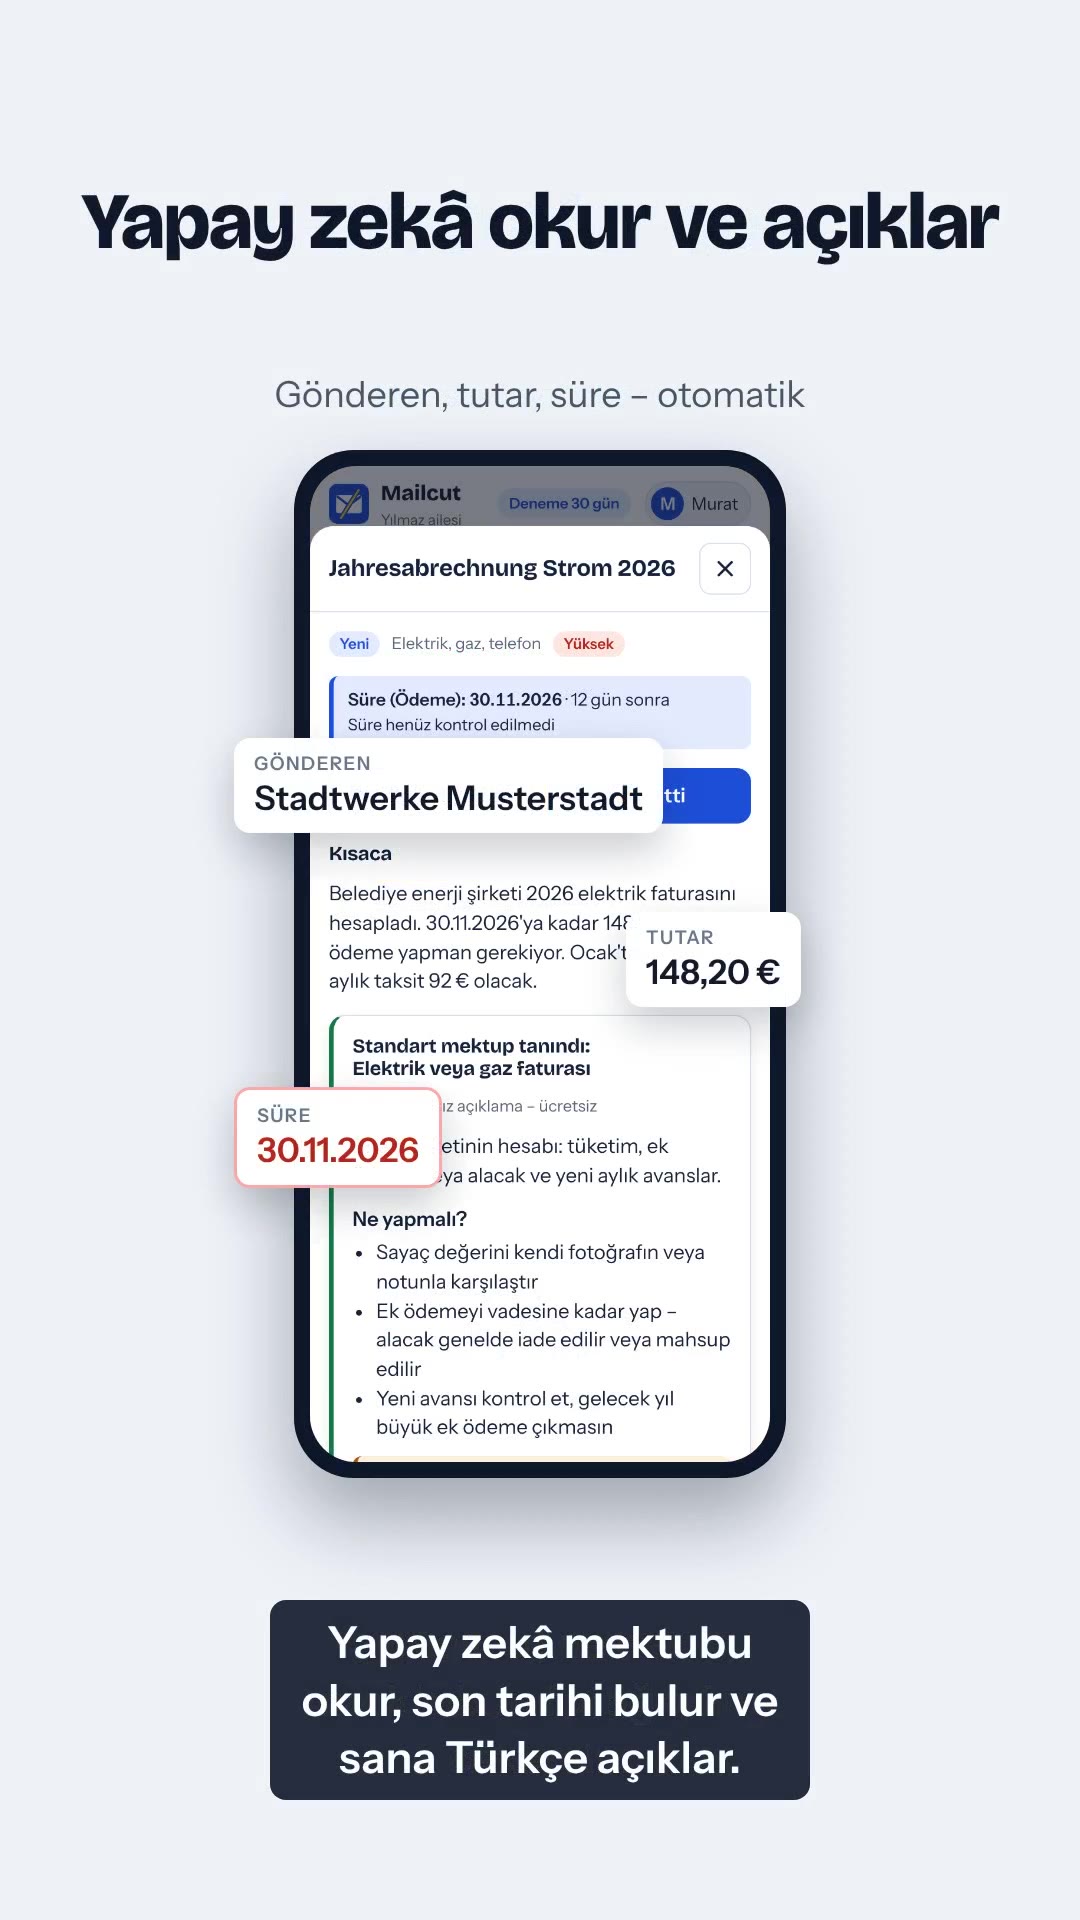 Yapay zekâ okur ve açıklar
Gönderen, tutar, süre – otomatik
Mailcut
Yılmaz ailesi
Deneme 30 gün
M
Murat
Jahresabrechnung Strom 2026
Yeni
Elektrik, gaz, telefon
Yüksek
Süre (Ödeme): 30.11.2026 · 12 gün sonra
Süre henüz kontrol edilmedi
GÖNDEREN
Stadtwerke Musterstadt
tti
Kısaca
Belediye enerji şirketi 2026 elektrik faturasını
hesapladı. 30.11.2026'ya kadar 148
ödeme yapman gerekiyor. Ocak't
aylık taksit 92 € olacak.
TUTAR
148,20 €
Standart mektup tanındı:
Elektrik veya gaz faturası
ız açıklama – ücretsiz
SÜRE
30.11.2026
etinin hesabı: tüketim, ek
ya alacak ve yeni aylık avanslar.
Ne yapmalı?
• Sayaç değerini kendi fotoğrafın veya
notunla karşılaştır
• Ek ödemeyi vadesine kadar yap –
alacak genelde iade edilir veya mahsup
edilir
• Yeni avansı kontrol et, gelecek yıl
büyük ek ödeme çıkmasın
Yapay zekâ mektubu
okur, son tarihi bulur ve
sana Türkçe açıklar.